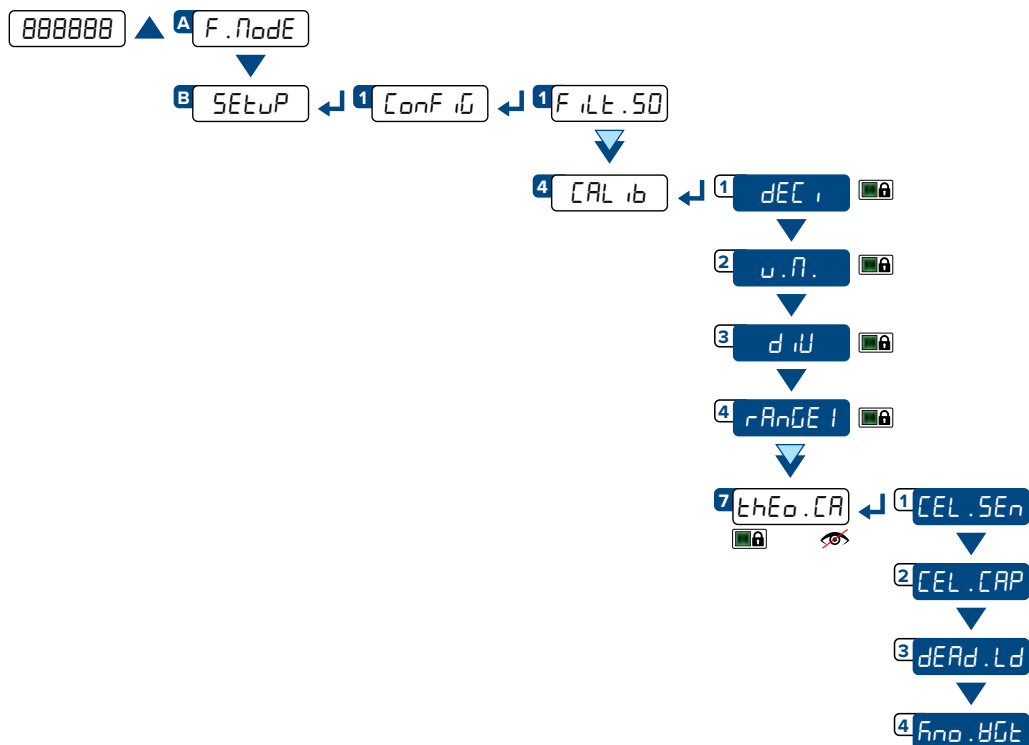 888888 A F.ModE
B SEtuP 1 ConFiG 1 FiLt.50
4 CALib 1 dECi
2 u.M.
3 diU
4 rAnGE1
7 thEo.CA 1 CEL.SEn
2 CEL.CAP
3 dEAd.Ld
4 kno.WGt